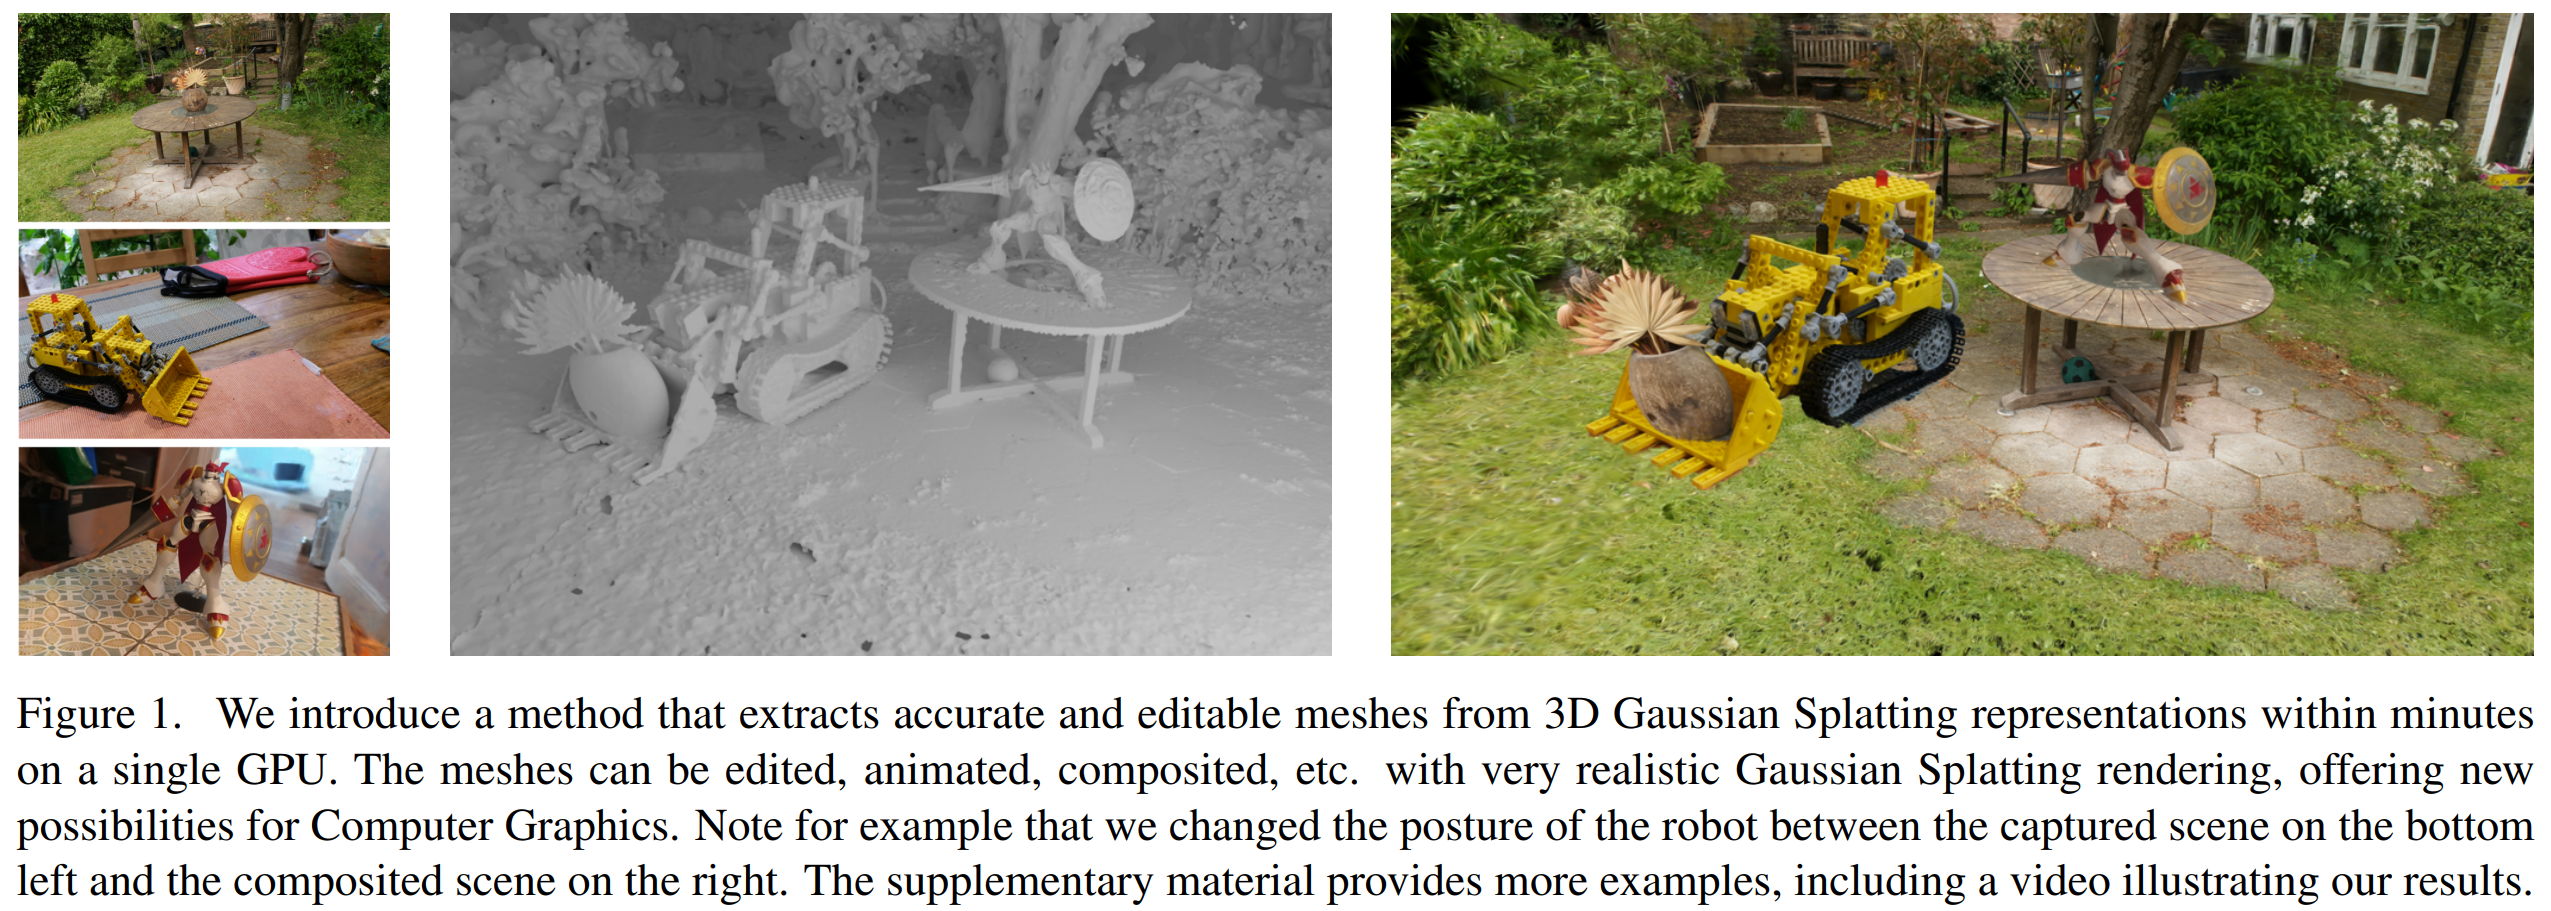 Figure 1. We introduce a method that extracts accurate and editable meshes from 3D Gaussian Splatting representations within minutes
on a single GPU. The meshes can be edited, animated, composited, etc. with very realistic Gaussian Splatting rendering, offering new
possibilities for Computer Graphics. Note for example that we changed the posture of the robot between the captured scene on the bottom
left and the composited scene on the right. The supplementary material provides more examples, including a video illustrating our results.